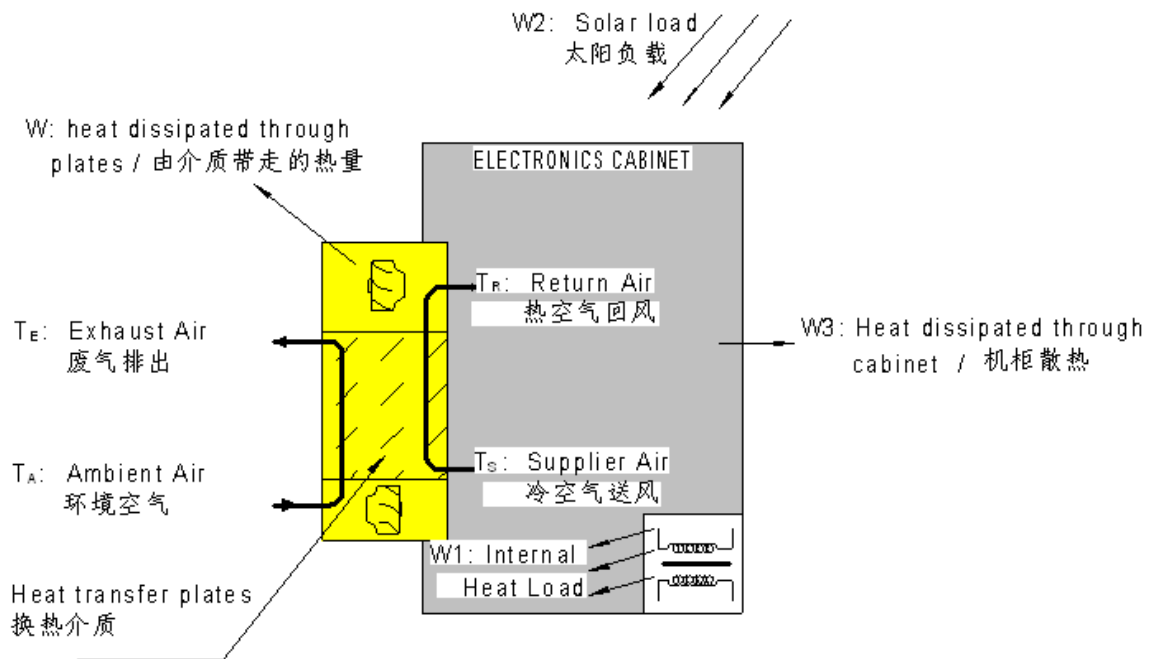 W2: Solar load
太阳负载
W: heat dissipated through
plates / 由介质带走的热量
ELECTRONICS CABINET
TR: Return Air
热空气回风
TE: Exhaust Air
废气排出
W3: Heat dissipated through
cabinet / 机柜散热
TA: Ambient Air
环境空气
TS: Supplier Air
冷空气送风
W1: Internal
Heat Load
Heat transfer plates
换热介质